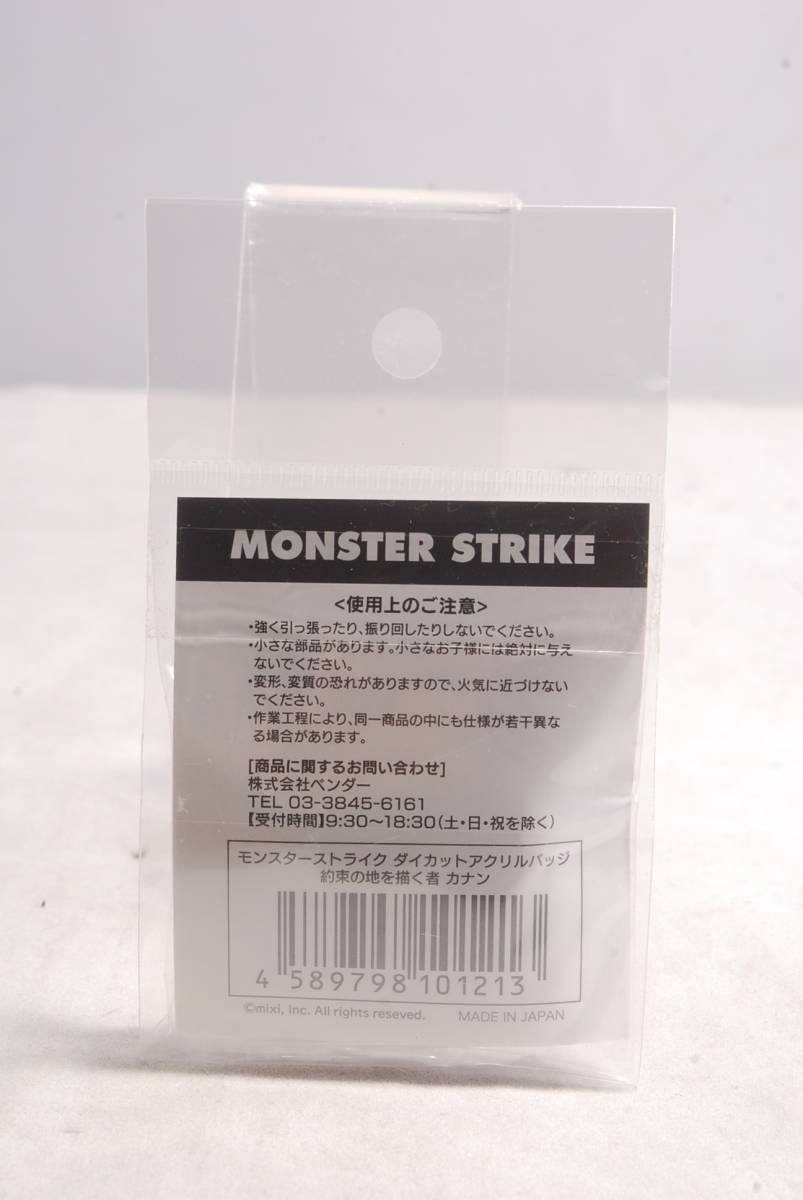 MONSTER STRIKE
<使用上のご注意>
・強く引っ張ったり、振り回したりしないでください。
・小さな部品があります。小さなお子様には絶対に与え
ないでください。
・変形、変質の恐れがありますので、火気に近づけない
でください。
・作業工程により、同一商品の中にも仕様が若干異な
る場合があります。
[商品に関するお問い合わせ]
株式会社ベンダー
TEL 03-3845-6161
【受付時間】9:30〜18:30(土・日・祝を除く)
モンスターストライク ダイカットアクリルバッジ
約束の地を描く者 カナン
4 589798 101213
©mixi, Inc. All rights reseved. MADE IN JAPAN